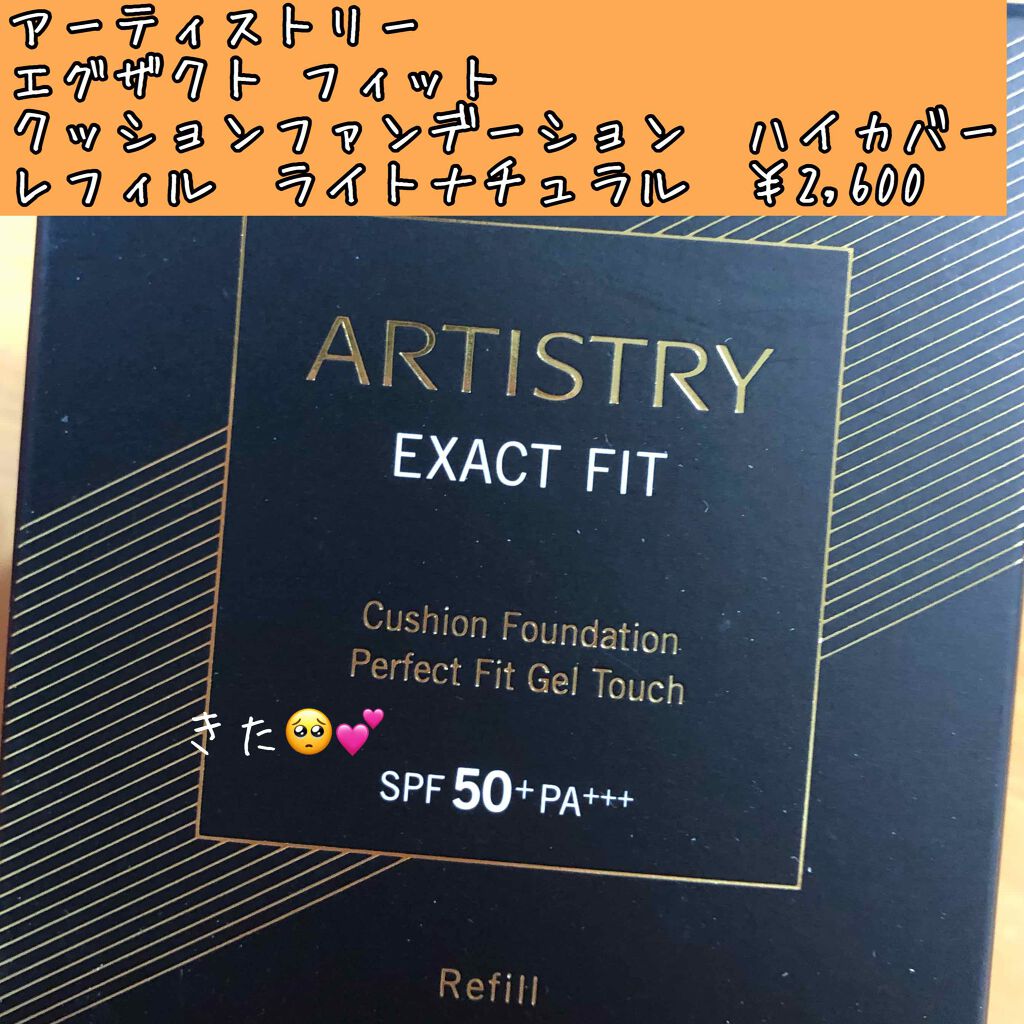 アーティストリー
エグザクト フィット
クッションファンデーション ハイカバー
レフィル ライトナチュラル ¥2,600
ARTISTRY
EXACT FIT
Cushion Foundation
Perfect Fit Gel Touch
きた🥺💕
SPF 50+ PA+++
Refill